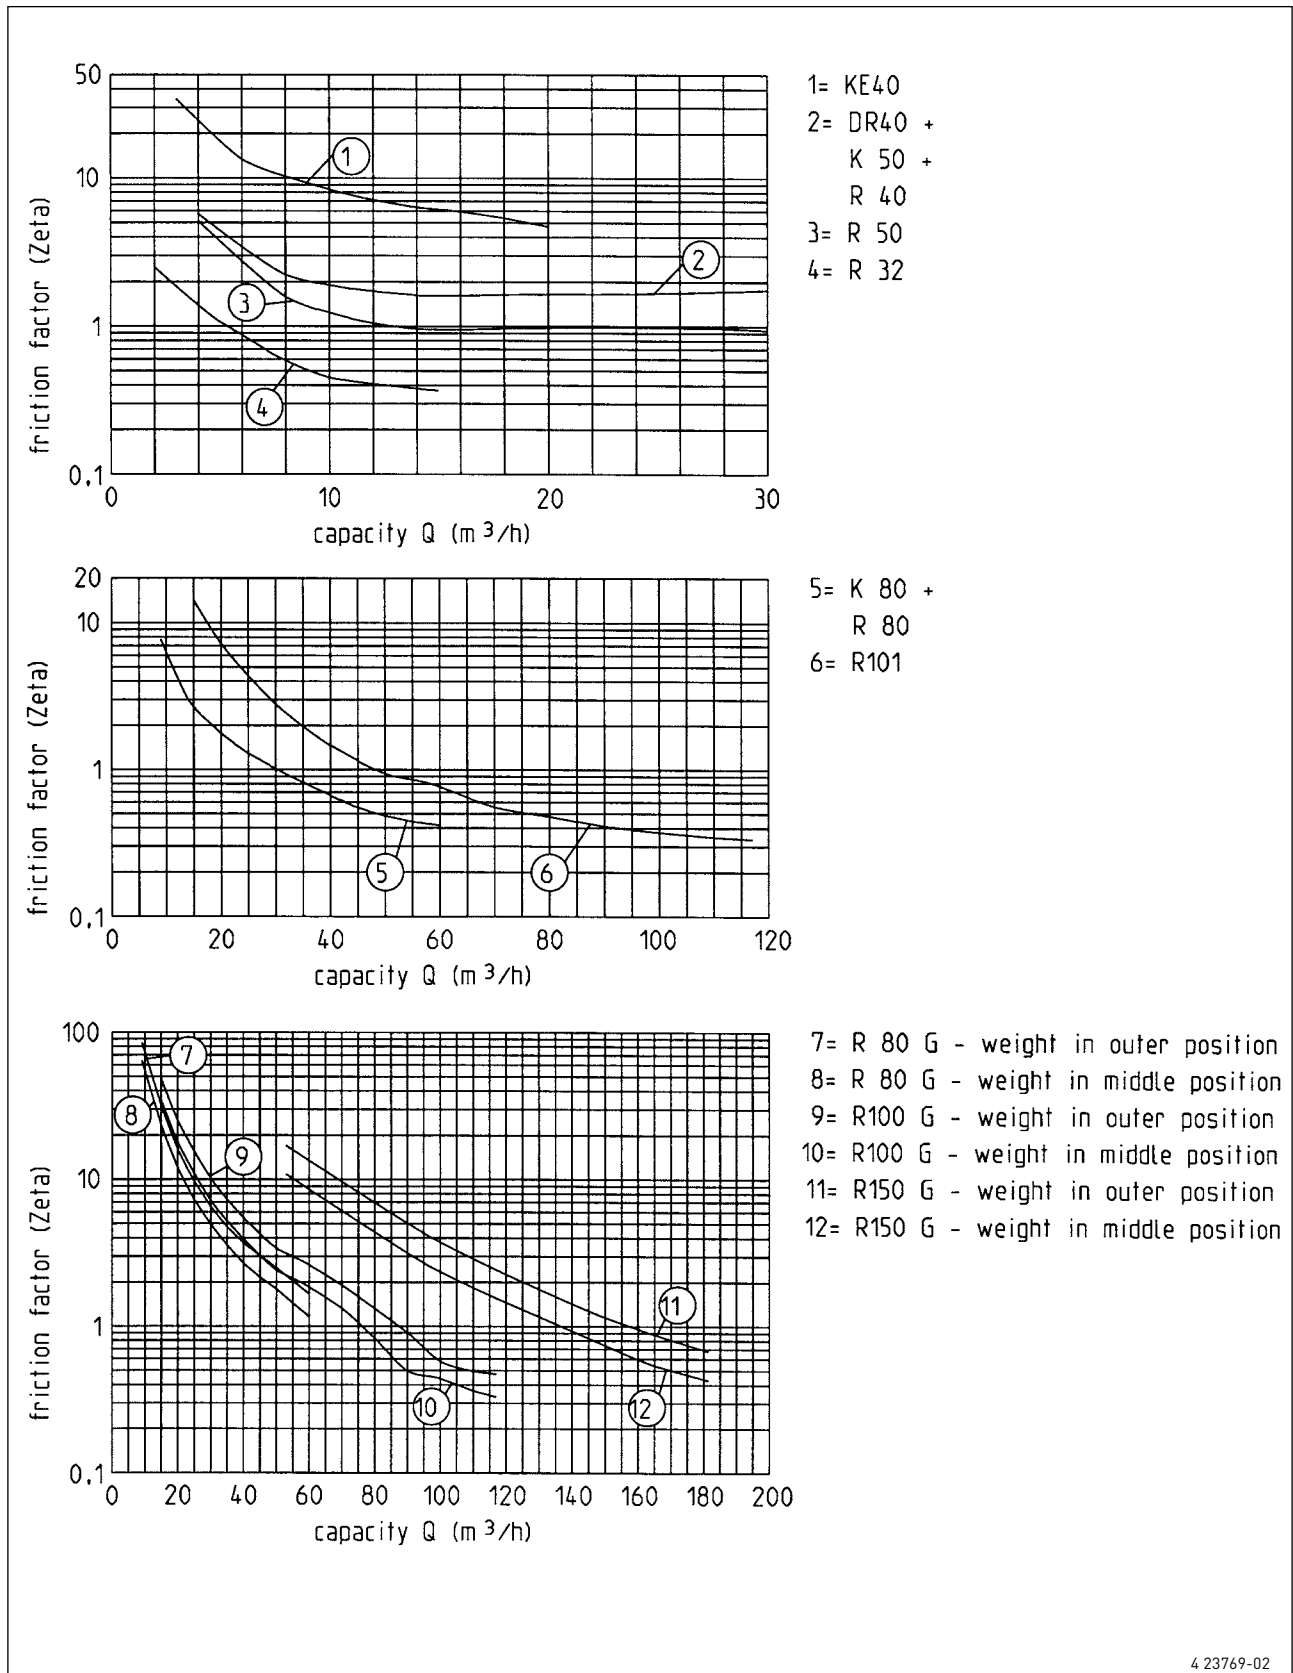 50
10
1
0.1
friction factor (Zeta)
0
10
20
30
capacity Q (m³/h)
1
2
3
4
1= KE40
2= DR40 +
K 50 +
R 40
3= R 50
4= R 32
20
10
1
0.1
friction factor (Zeta)
0
20
40
60
80
100
120
capacity Q (m³/h)
5
6
5= K 80 +
R 80
6= R101
100
10
1
0.1
friction factor (Zeta)
0
20
40
60
80
100
120
140
160
180
200
capacity Q (m³/h)
7
8
9
10
11
12
7= R 80 G - weight in outer position
8= R 80 G - weight in middle position
9= R100 G - weight in outer position
10= R100 G - weight in middle position
11= R150 G - weight in outer position
12= R150 G - weight in middle position
4 23769-02